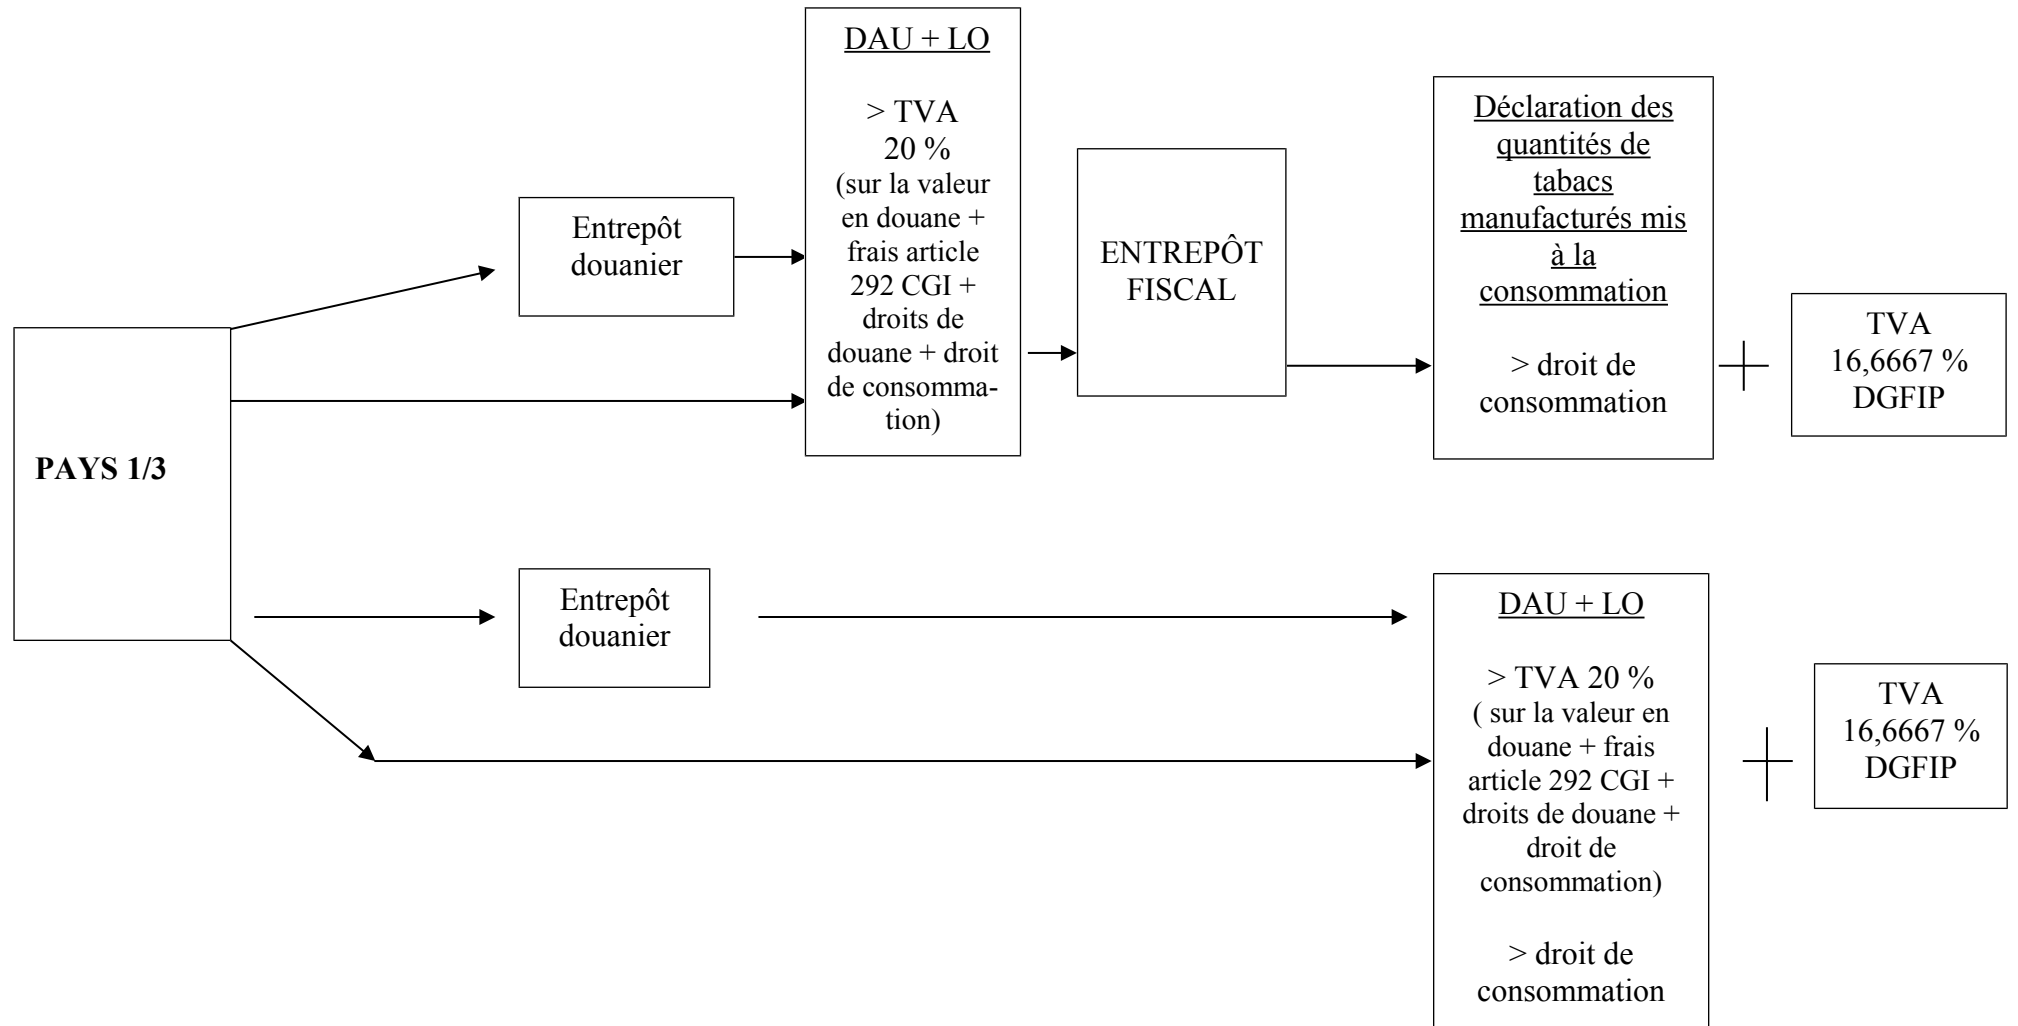 PAYS 1/3
Entrepôt
douanier
DAU + LO
> TVA
20 %
(sur la valeur
en douane +
frais article
292 CGI +
droits de
douane + droit
de consomma-
tion)
ENTREPÔT
FISCAL
Déclaration des
quantités de
tabacs
manufacturés mis
à la
consommation
> droit de
consommation
TVA
16,6667 %
DGFIP
Entrepôt
douanier
DAU + LO
> TVA 20 %
( sur la valeur en
douane + frais
article 292 CGI +
droits de douane +
droit de
consommation)
> droit de
consommation
TVA
16,6667 %
DGFIP